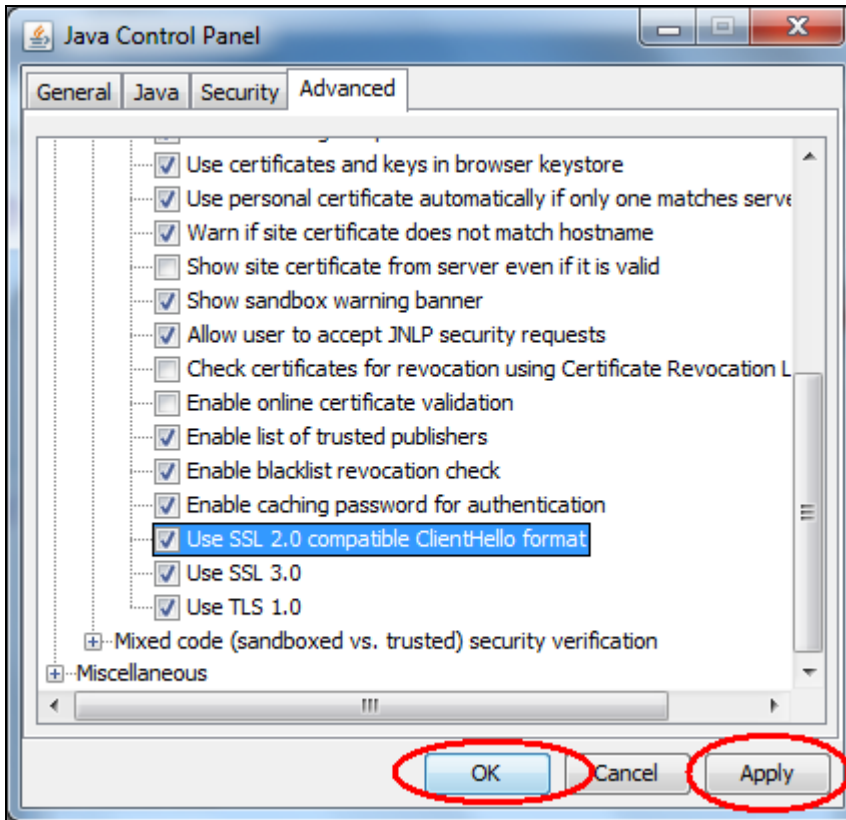 Java Control Panel
General Java Security Advanced
Use certificates and keys in browser keystore
Use personal certificate automatically if only one matches serve
Warn if site certificate does not match hostname
Show site certificate from server even if it is valid
Show sandbox warning banner
Allow user to accept JNLP security requests
Check certificates for revocation using Certificate Revocation L
Enable online certificate validation
Enable list of trusted publishers
Enable blacklist revocation check
Enable caching password for authentication
Use SSL 2.0 compatible ClientHello format
Use SSL 3.0
Use TLS 1.0
Mixed code (sandboxed vs. trusted) security verification
Miscellaneous
OK Cancel Apply